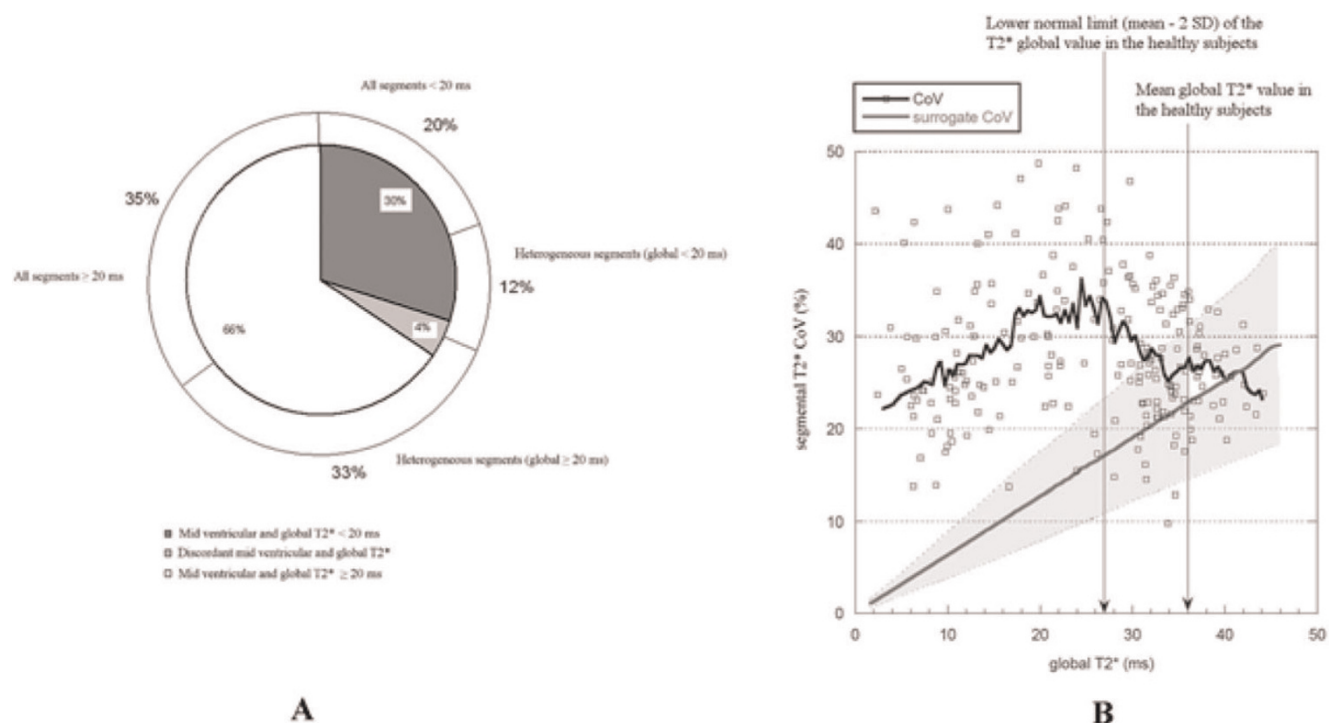 All segments < 20 ms
20%
35%
30%
All segments ≥ 20 ms
Heterogeneous segments (global < 20 ms)
12%
4%
66%
Heterogeneous segments (global ≥ 20 ms)
33%
Mid ventricular and global T2* < 20 ms
Discordant mid ventricular and global T2*
Mid ventricular and global T2* ≥ 20 ms
A
Lower normal limit (mean - 2 SD) of the
T2* global value in the healthy subjects
Mean global T2* value in
the healthy subjects
CoV
surrogate CoV
segmental T2* CoV (%)
50
40
30
20
10
0
0 10 20 30 40 50
global T2* (ms)
B